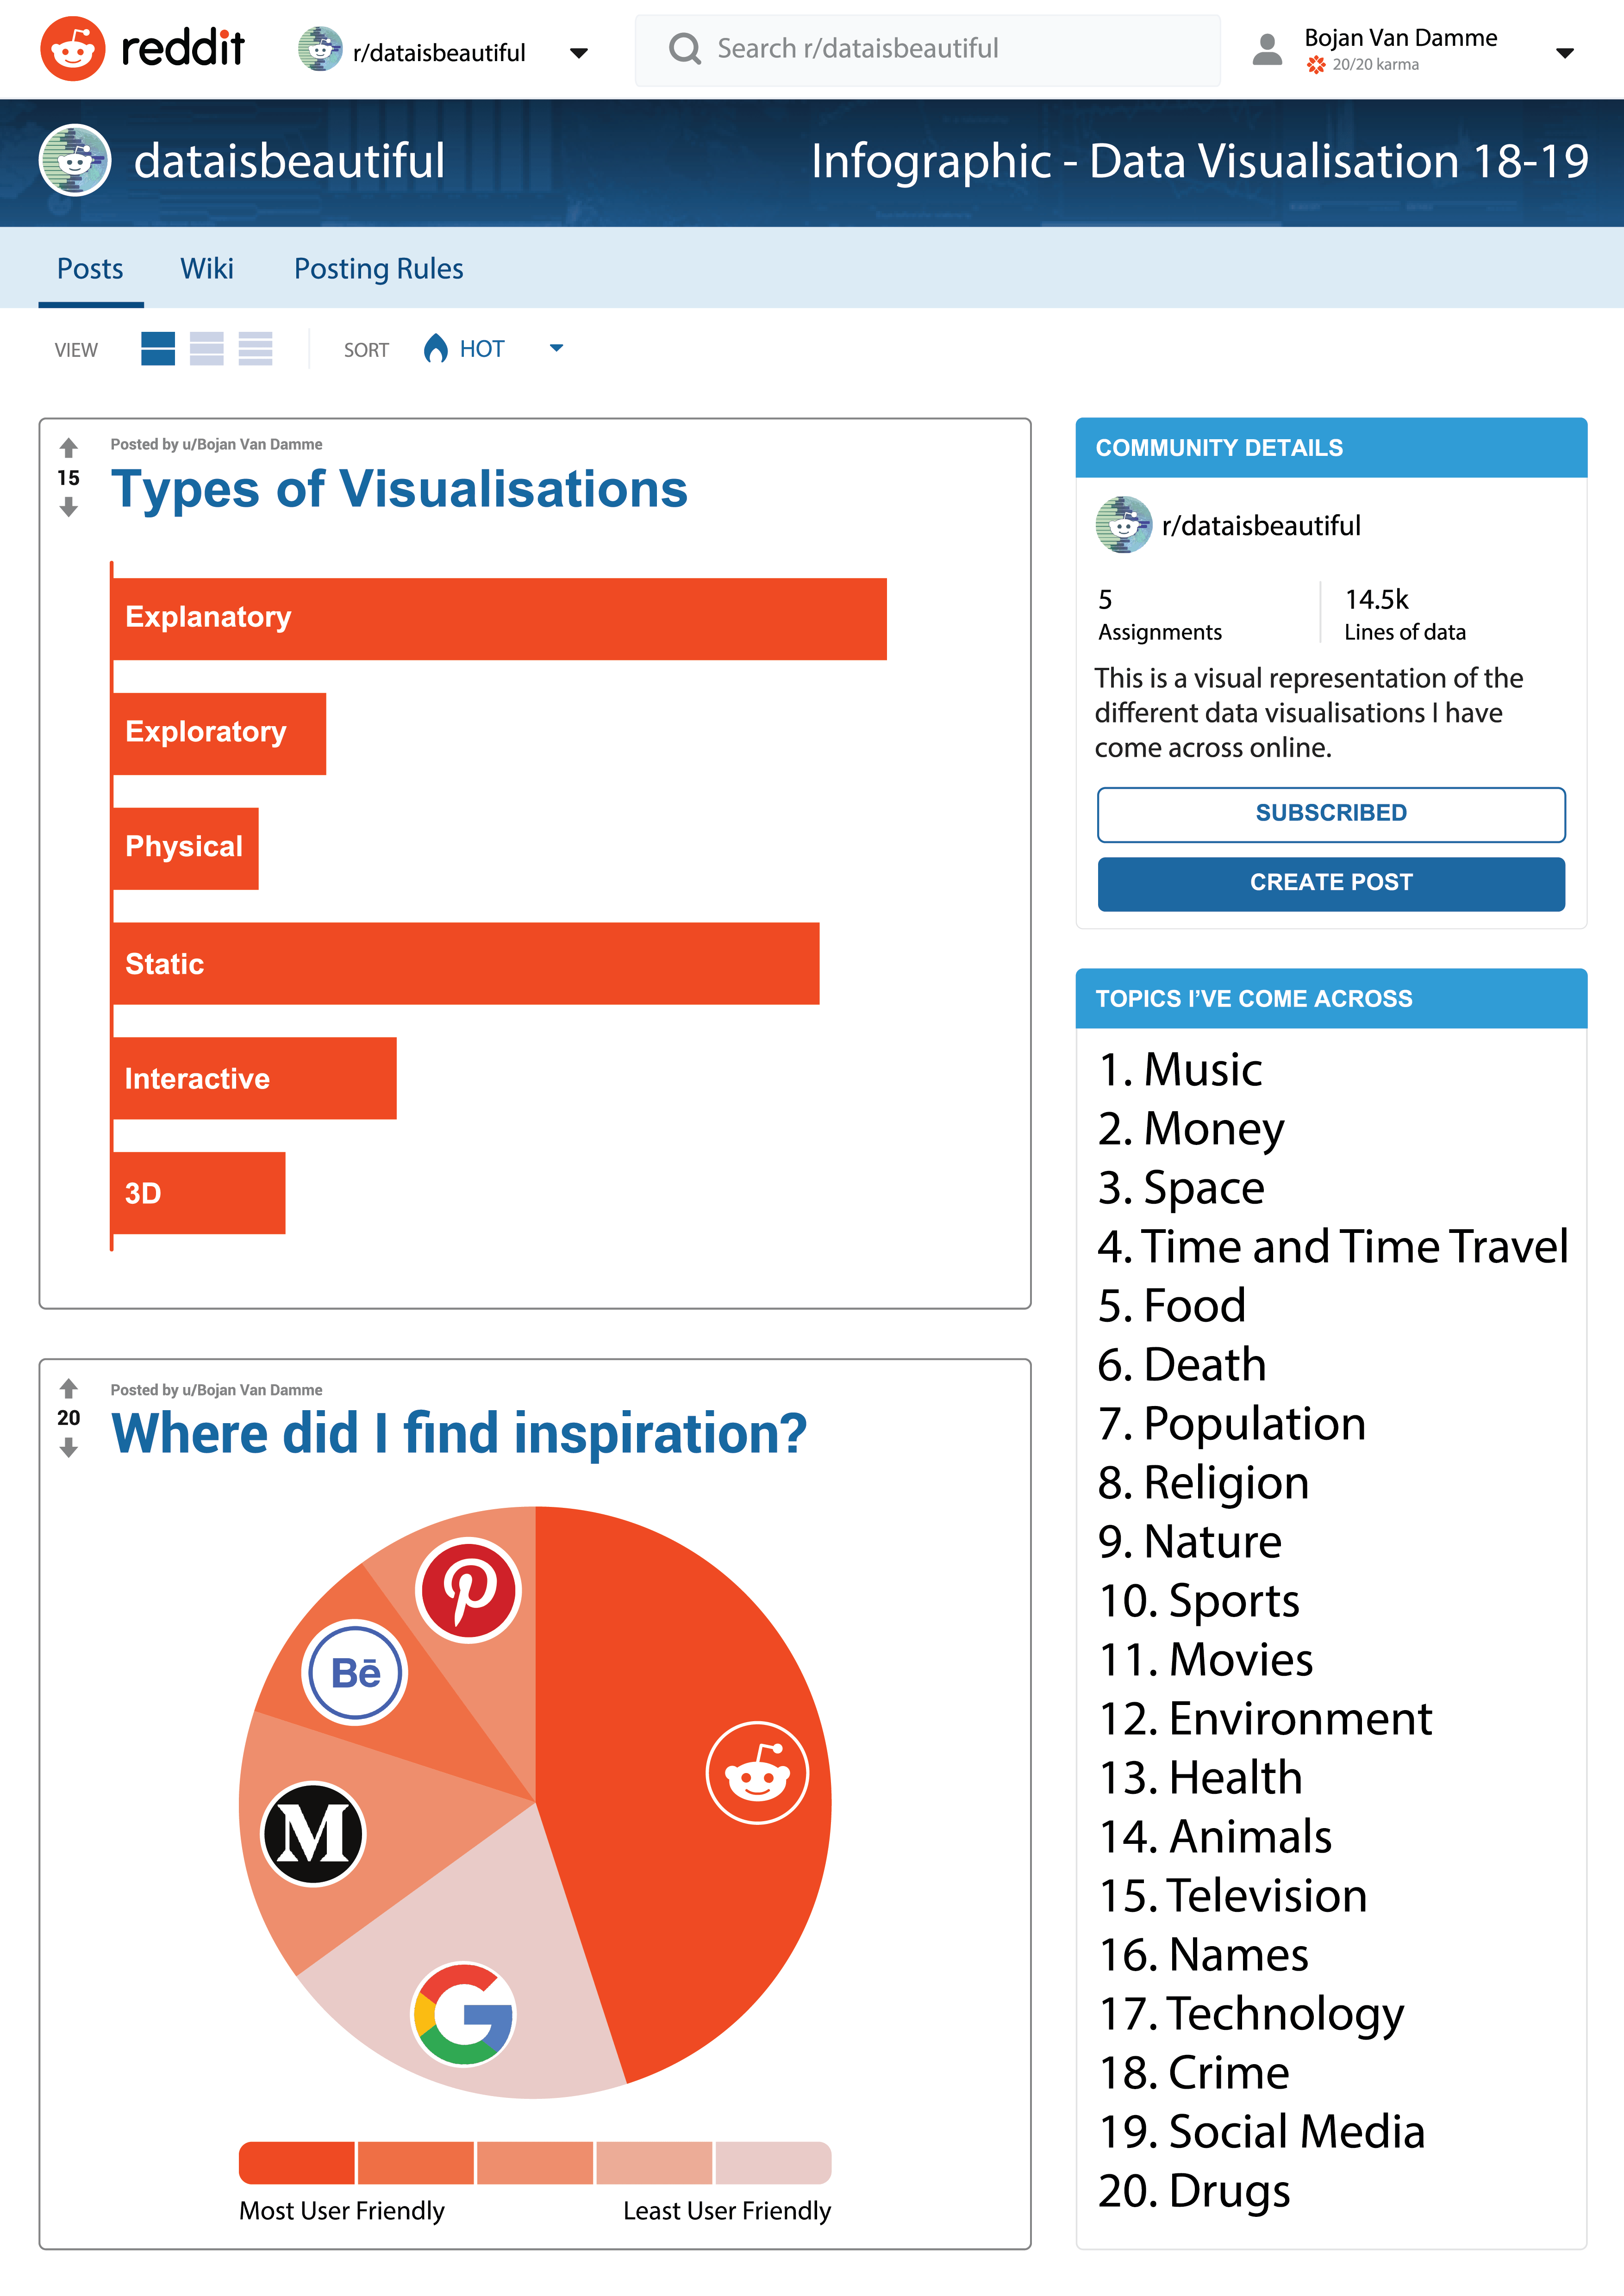 reddit
r/dataisbeautiful
Search r/dataisbeautiful
Bojan Van Damme
20/20 karma
dataisbeautiful
Infographic - Data Visualisation 18-19
Posts
Wiki
Posting Rules
VIEW
SORT
HOT
15
Posted by u/Bojan Van Damme
Types of Visualisations
Explanatory
Exploratory
Physical
Static
Interactive
3D
20
Posted by u/Bojan Van Damme
Where did I find inspiration?
Bē
M
G
Most User Friendly
Least User Friendly
COMMUNITY DETAILS
r/dataisbeautiful
5
Assignments
14.5k
Lines of data
This is a visual representation of the
different data visualisations I have
come across online.
SUBSCRIBED
CREATE POST
TOPICS I’VE COME ACROSS
1. Music
2. Money
3. Space
4. Time and Time Travel
5. Food
6. Death
7. Population
8. Religion
9. Nature
10. Sports
11. Movies
12. Environment
13. Health
14. Animals
15. Television
16. Names
17. Technology
18. Crime
19. Social Media
20. Drugs